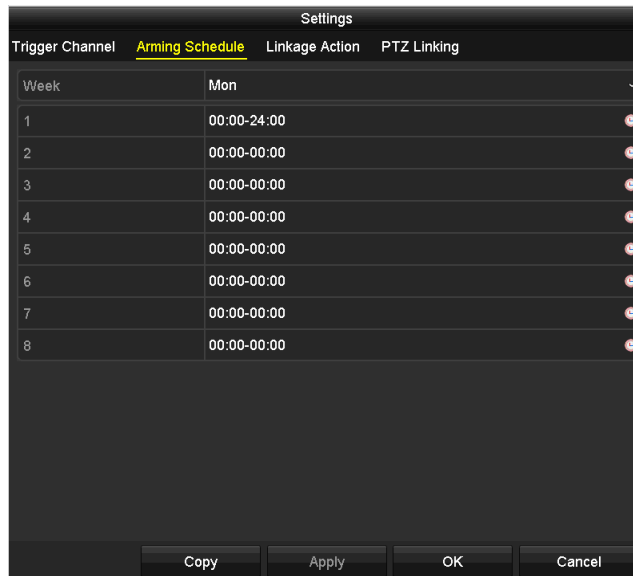 Settings
Trigger Channel Arming Schedule Linkage Action PTZ Linking
Week Mon
1 00:00-24:00
2 00:00-00:00
3 00:00-00:00
4 00:00-00:00
5 00:00-00:00
6 00:00-00:00
7 00:00-00:00
8 00:00-00:00
Copy Apply OK Cancel